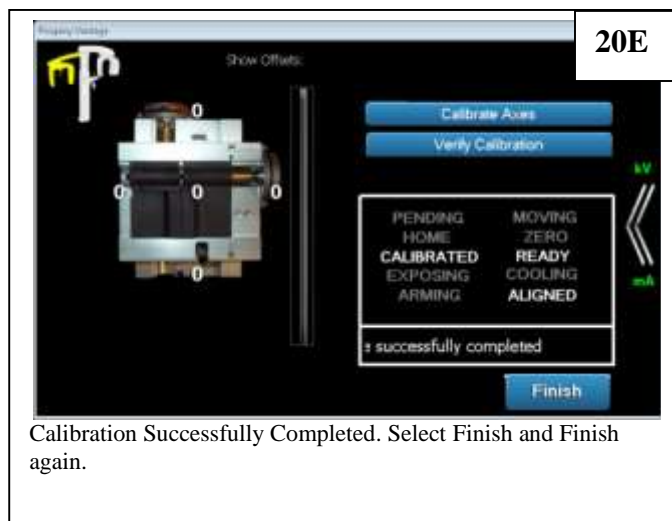 20E
Show Offsets:
0
0 0 0
0
Calibrate Axes
Verify Calibration
kV
mA
PENDING MOVING
HOME ZERO
CALIBRATED READY
EXPOSING COOLING
ARMING ALIGNED
successfully completed
Finish
Calibration Successfully Completed. Select Finish and Finish
again.